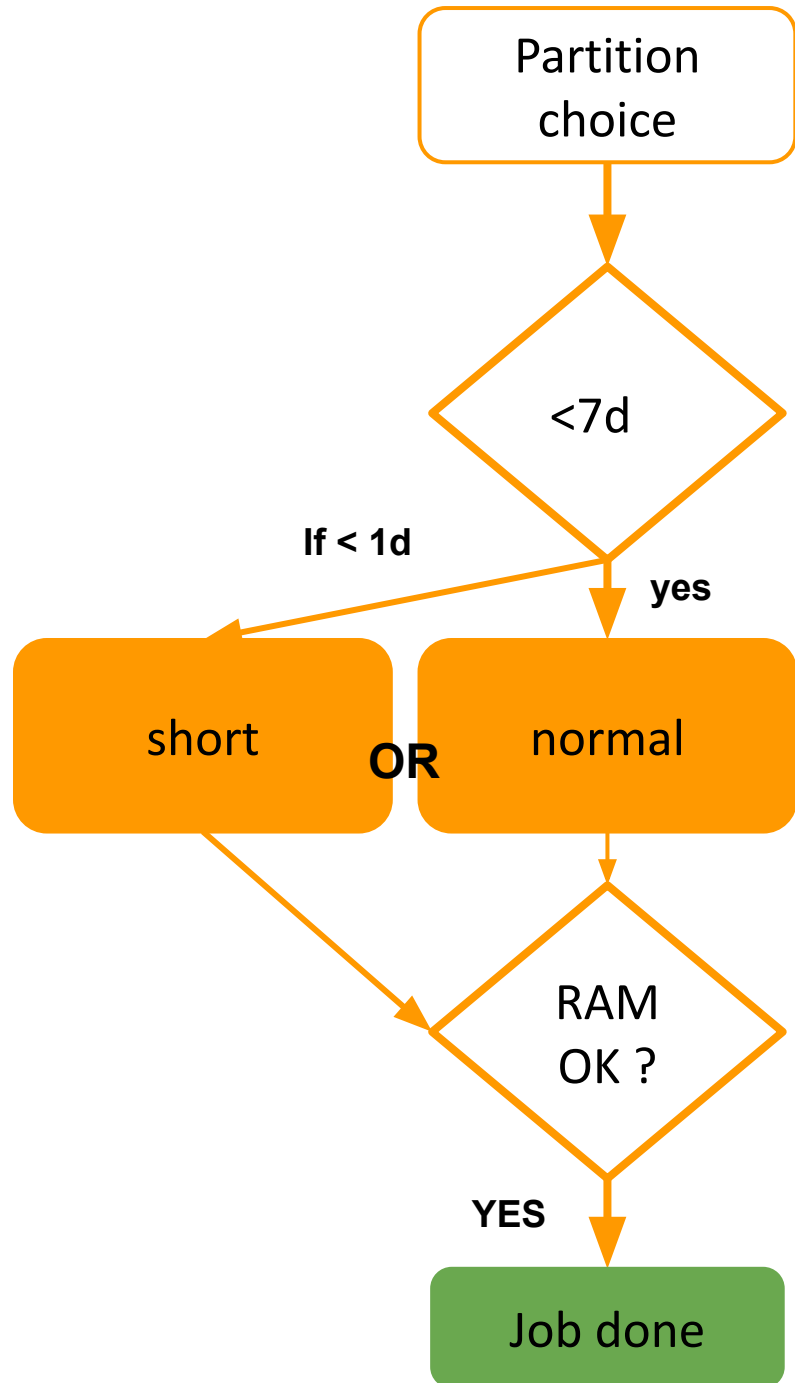 Partition
choice
<7d
If < 1d
yes
short
OR
normal
RAM
OK ?
YES
Job done